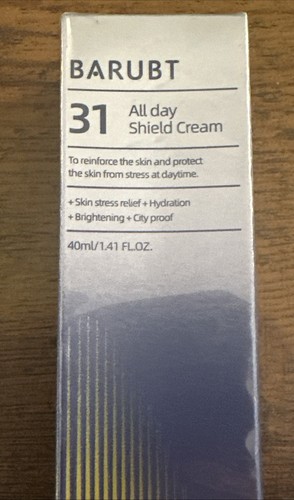 BARUBT
31 All day
Shield Cream
To reinforce the skin and protect
the skin from stress at daytime.
+Skin stress relief+Hydration
+Brightening+City proof
40ml/1.41 FL.OZ.